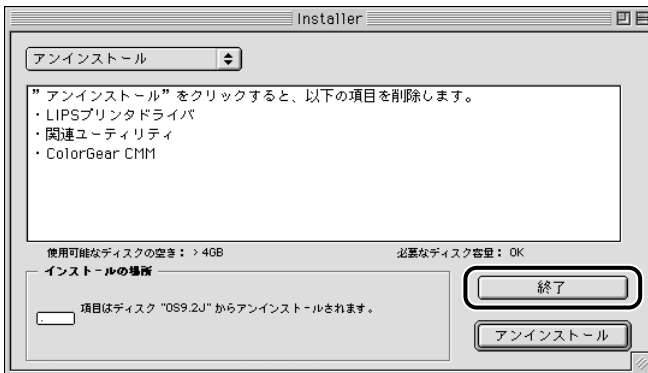 Installer
アンインストール
”アンインストール”をクリックすると、以下の項目を削除します。
・LIPSプリンタドライバ
・関連ユーティリティ
・ColorGear CMM
使用可能なディスクの空き：＞4GB
必要なディスク容量：OK
インストールの場所
項目はディスク "OS9.2J" からアンインストールされます。
終了
アンインストール